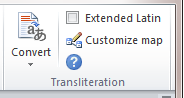 Extended Latin
Customize map
Convert
?
Transliteration